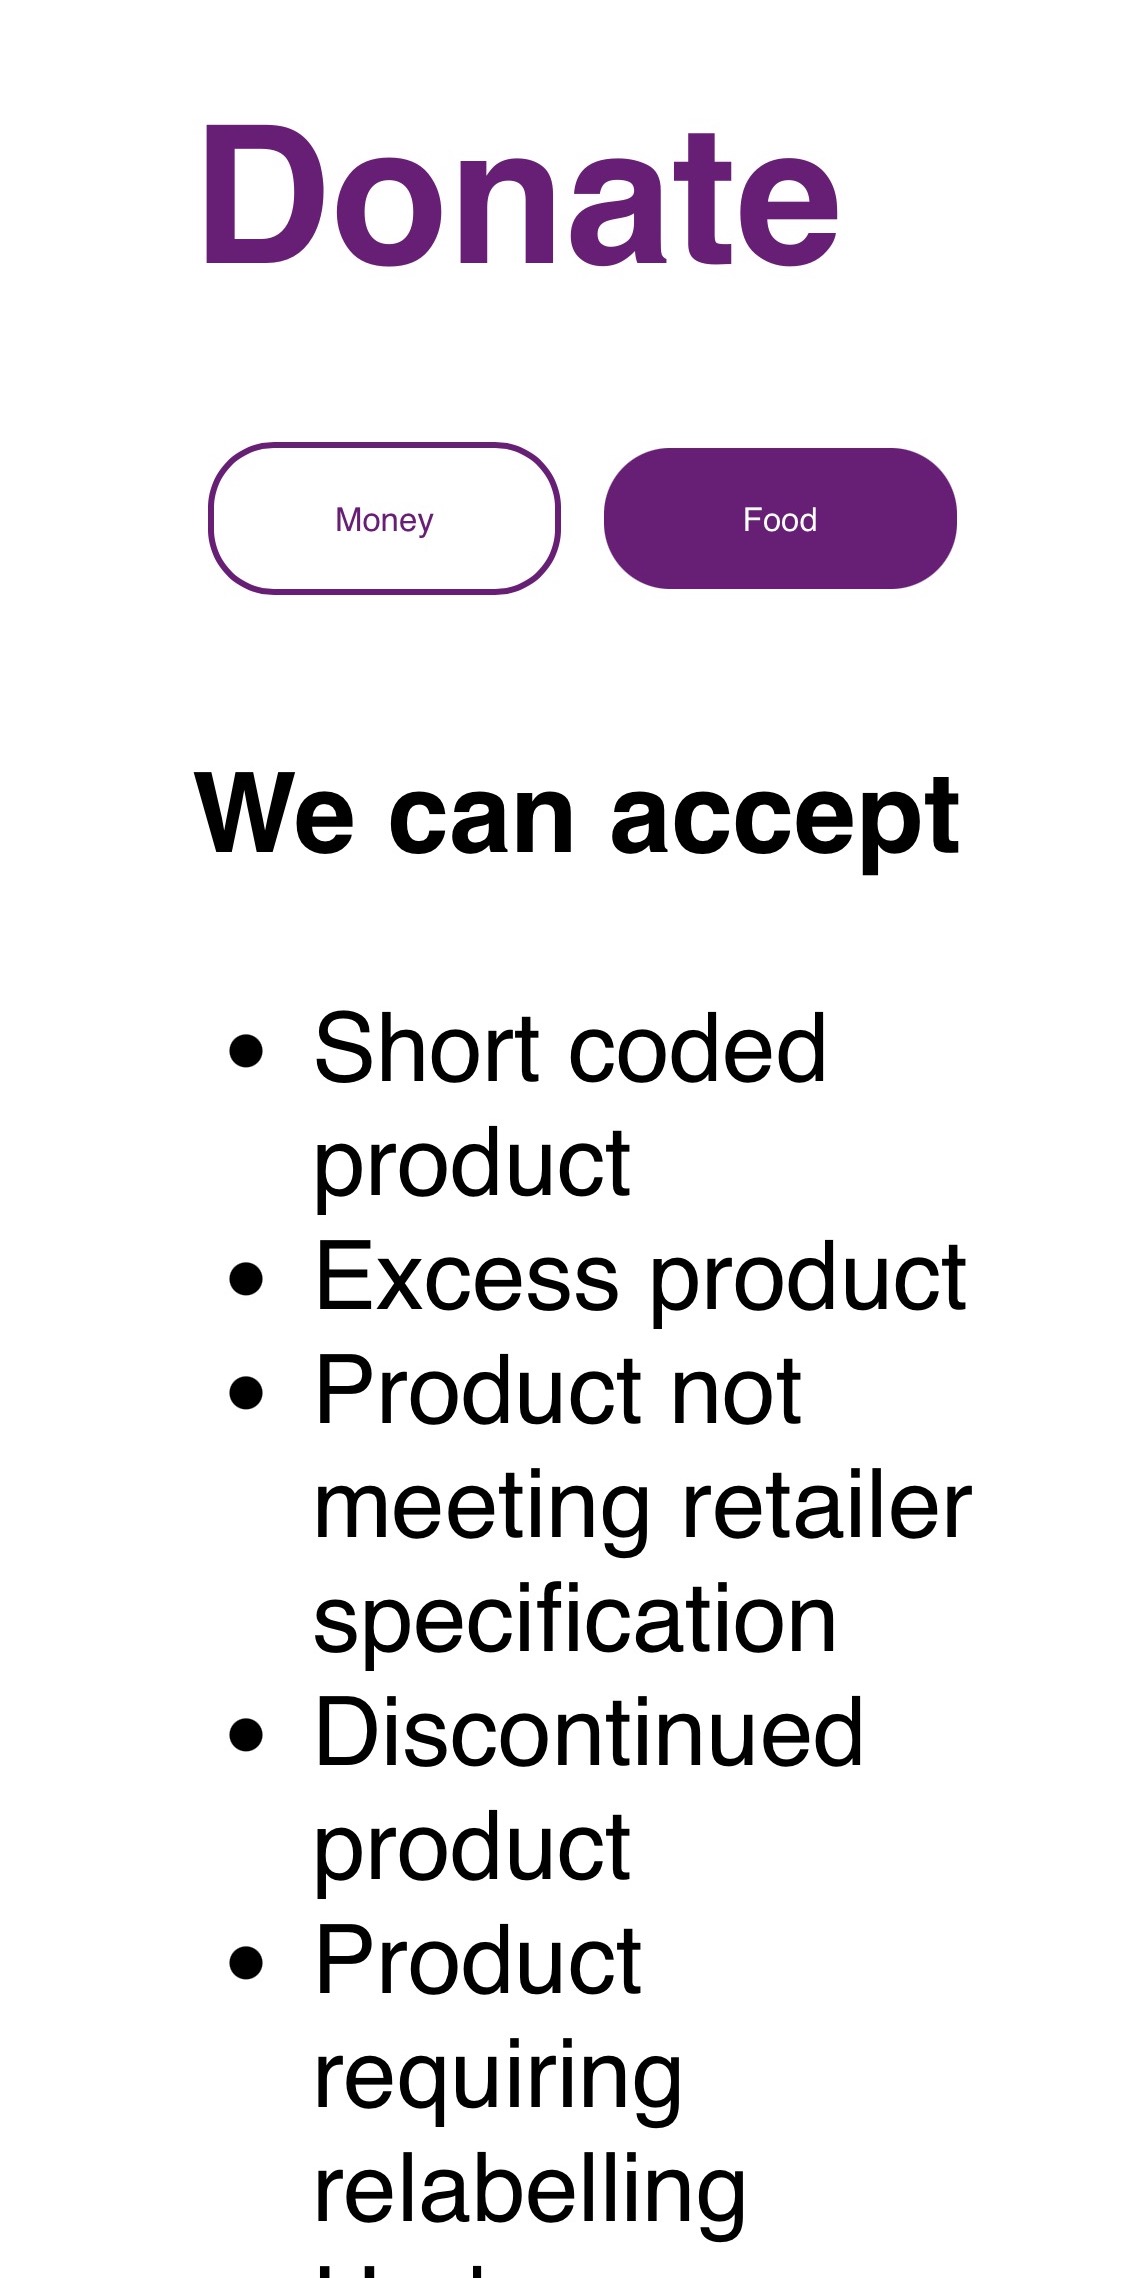 Donate
Money
Food
We can accept
• Short coded
product
• Excess product
• Product not
meeting retailer
specification
• Discontinued
product
• Product
requiring
relabelling